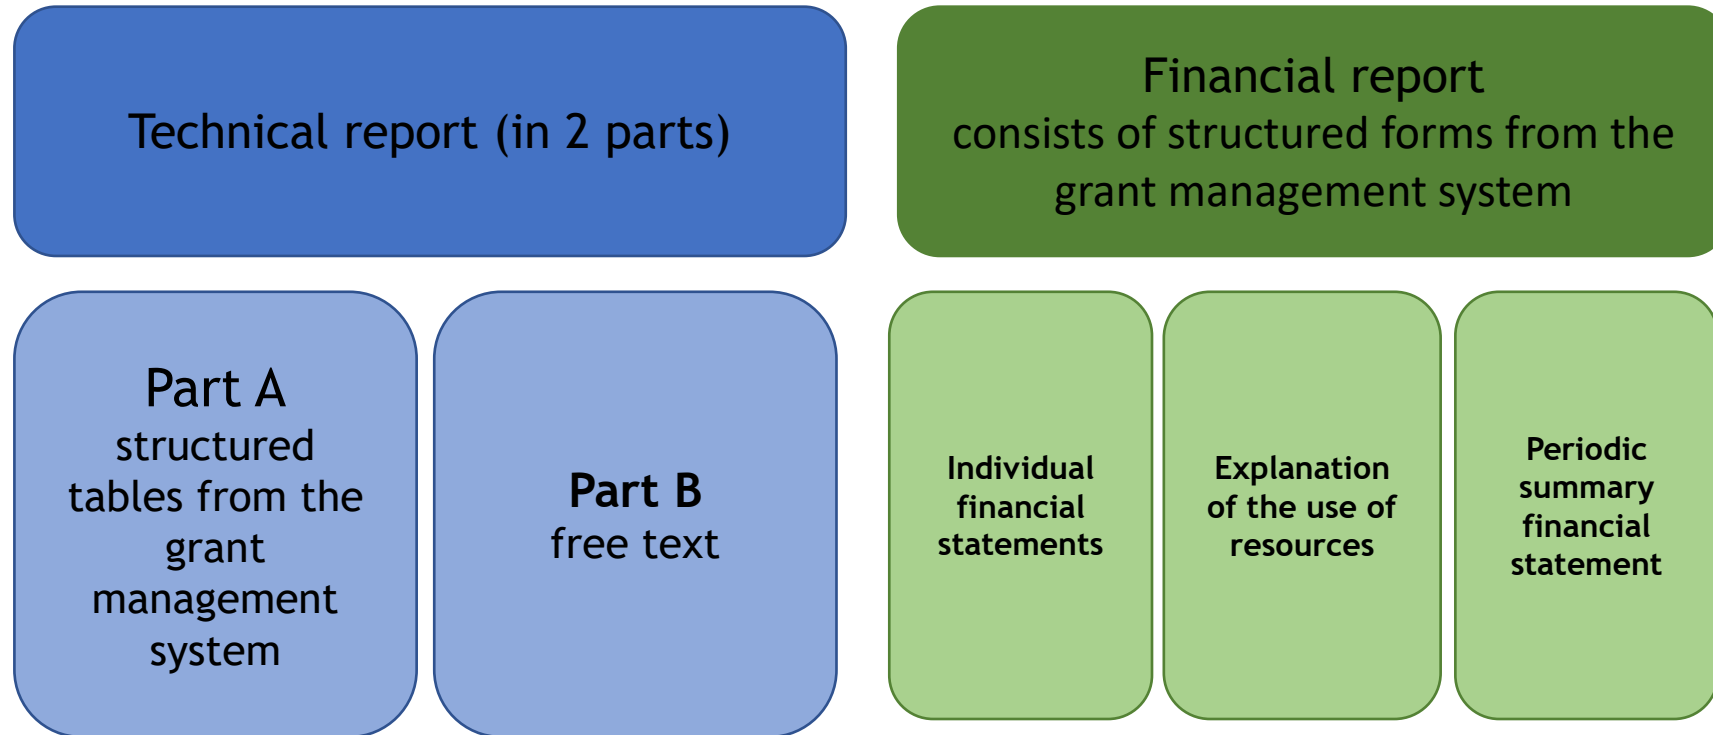 Technical report (in 2 parts)
Financial report
consists of structured forms from the
grant management system
Part A
structured
tables from the
grant
management
system
Part B
free text
Individual
financial
statements
Explanation
of the use of
resources
Periodic
summary
financial
statement